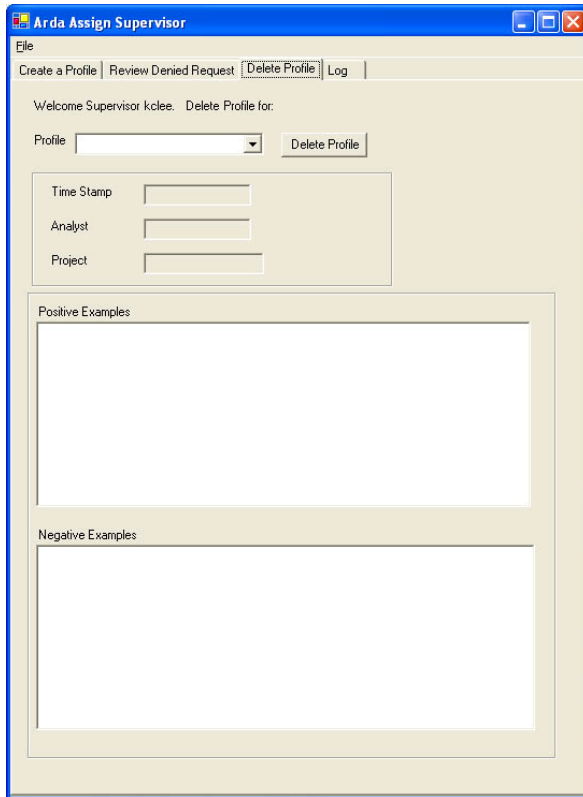 Arda Assign Supervisor
File
Create a Profile Review Denied Request Delete Profile Log
Welcome Supervisor kclee. Delete Profile for:
Profile Delete Profile
Time Stamp
Analyst
Project
Positive Examples
Negative Examples